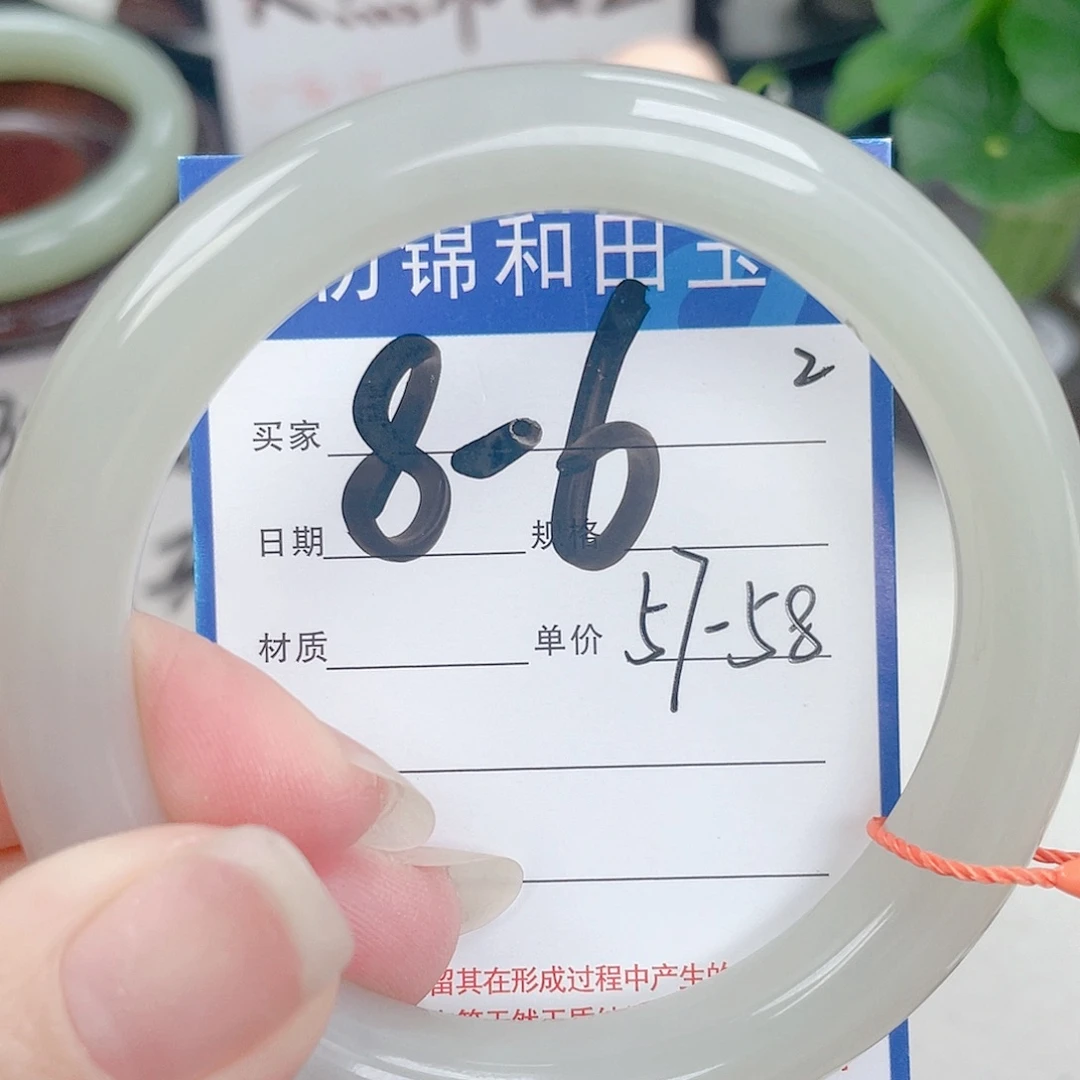 锦和田玉
2
8-6
买家
日期 规格
材质 单价 57-58
留其在形成过程中产生的